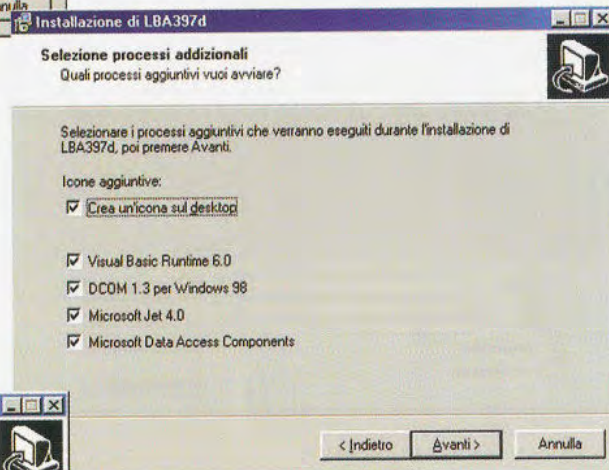 nulla
Installazione di LBA397d
Selezione processi addizionali
Quali processi aggiuntivi vuoi avviare?
Selezionare i processi aggiuntivi che verranno eseguiti durante l'installazione di
LBA397d, poi premere Avanti.
Icone aggiuntive:
Crea un'icona sul desktop
Visual Basic Runtime 6.0
DCOM 1.3 per Windows 98
Microsoft Jet 4.0
Microsoft Data Access Components
< Indietro
Avanti >
Annulla